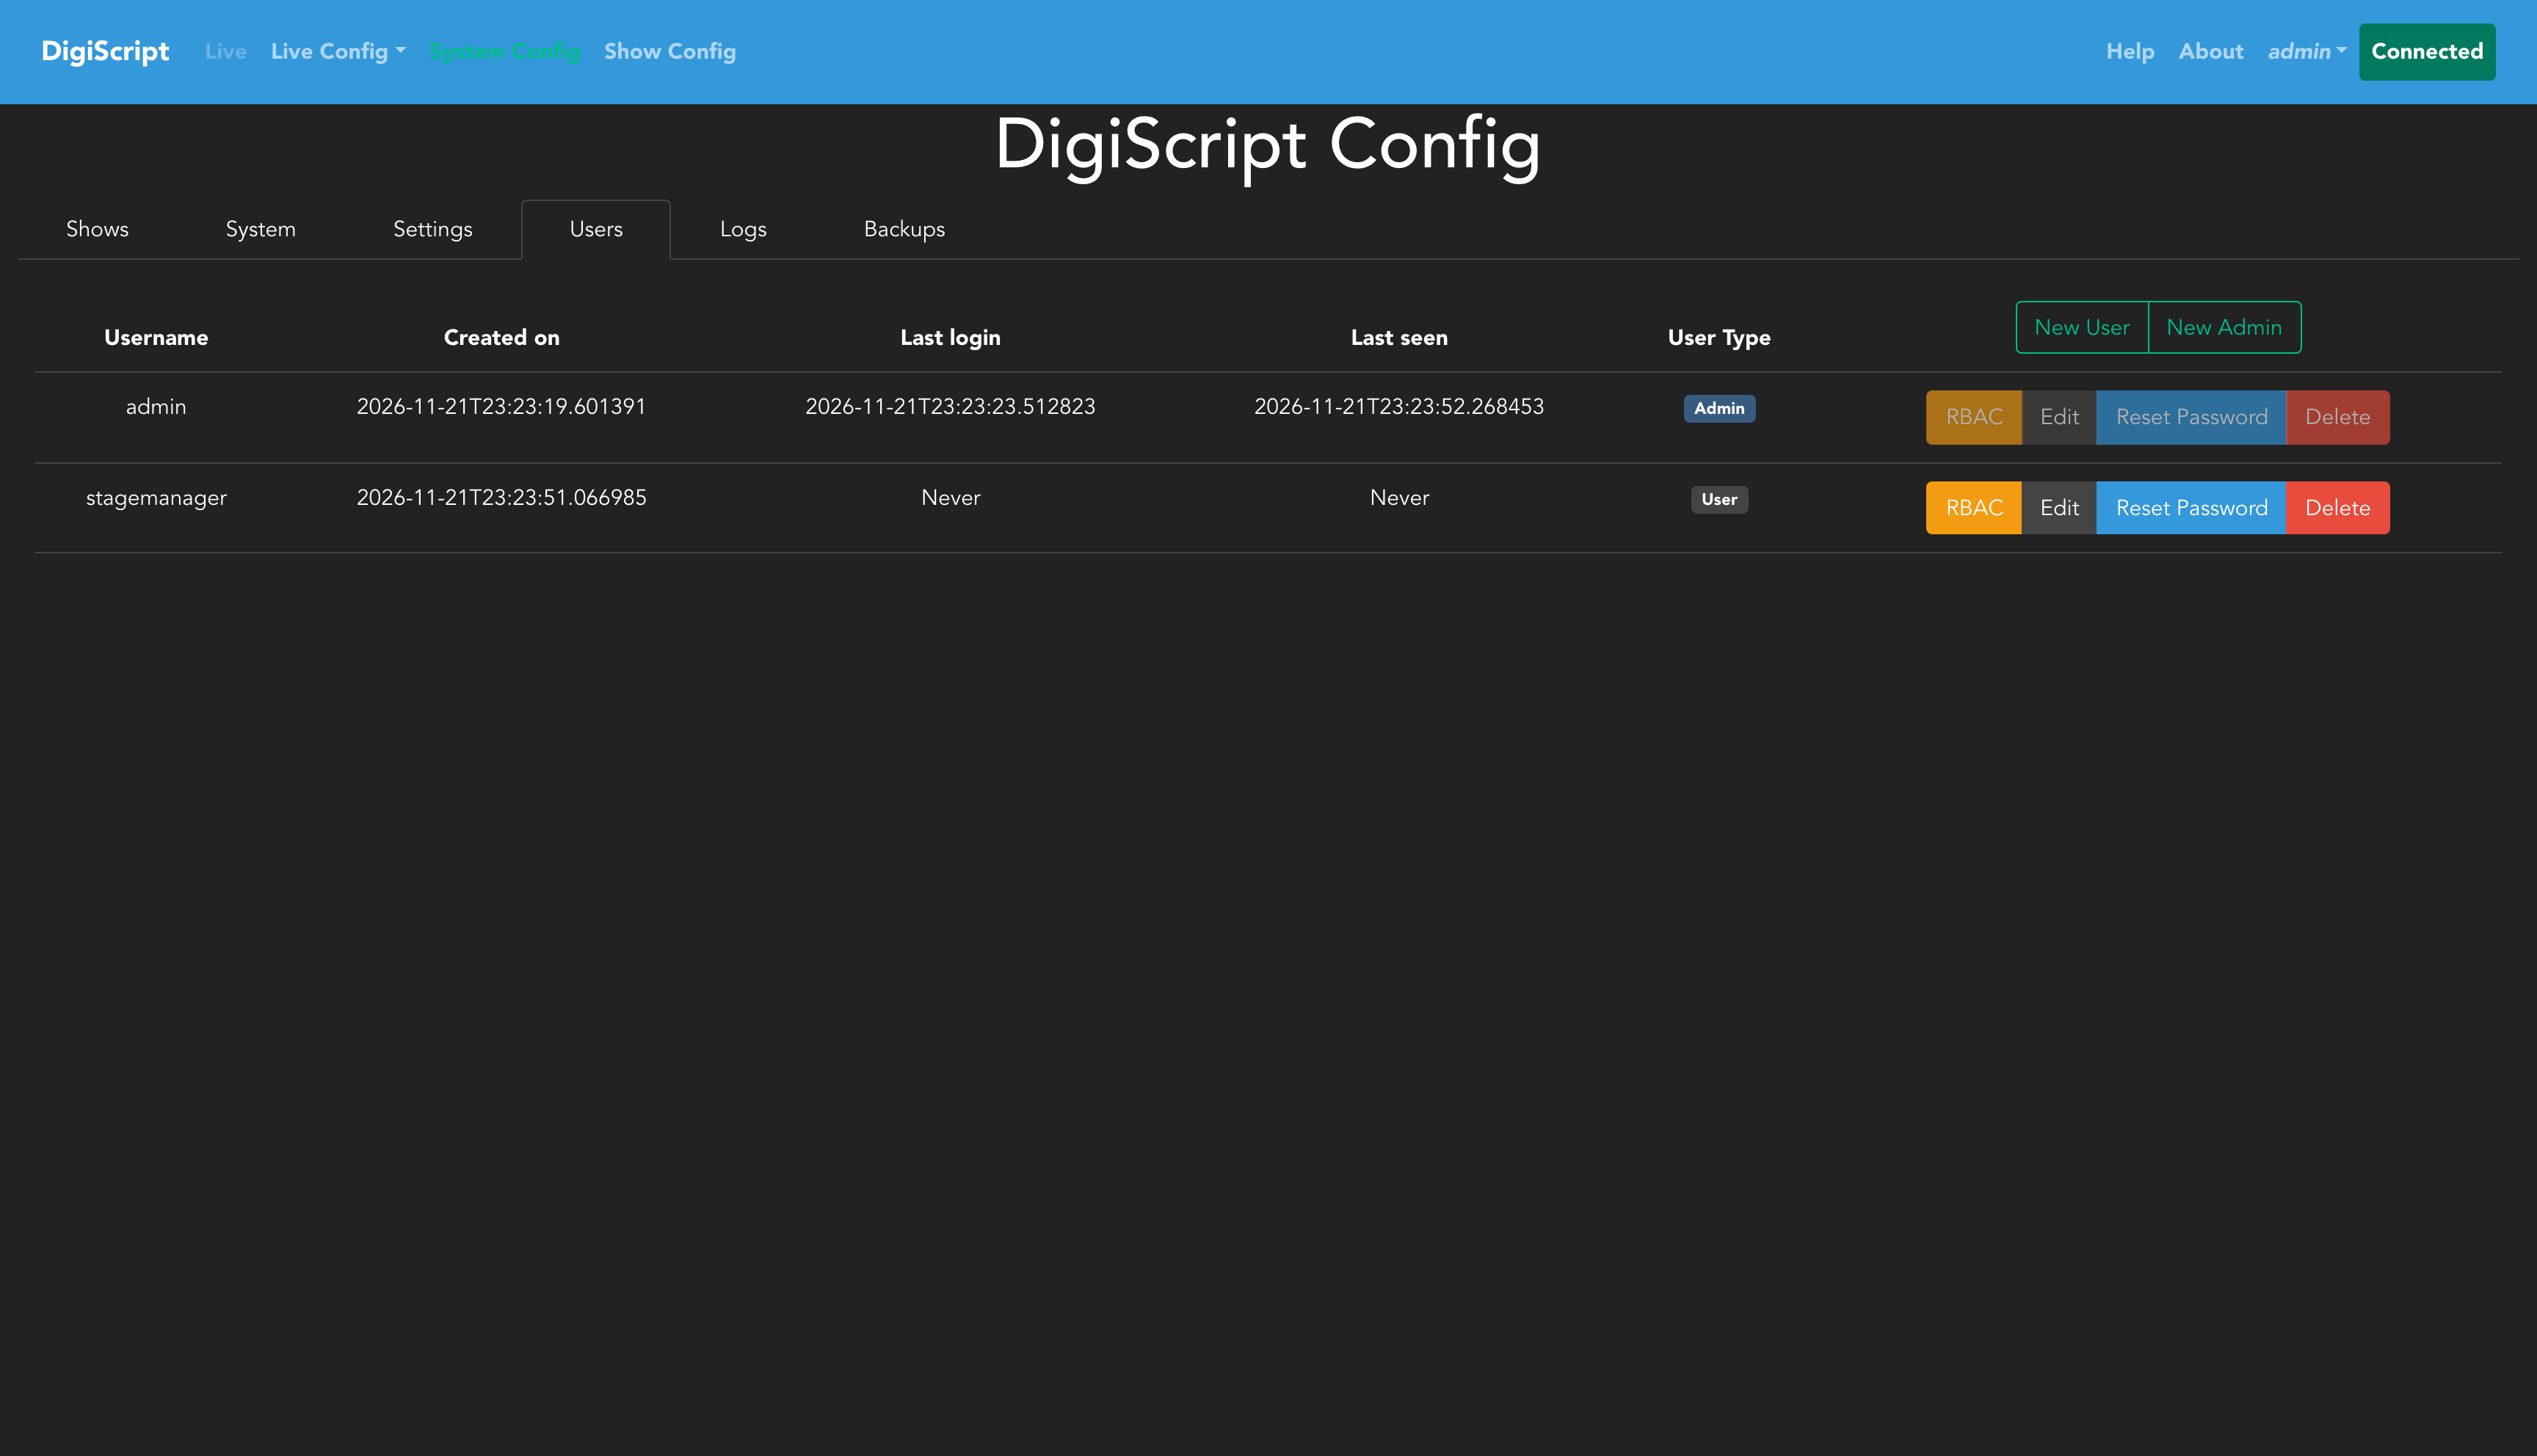 DigiScript Live Live Config System Config Show Config Help About admin Connected
DigiScript Config
Shows System Settings Users Logs Backups
Username Created on Last login Last seen User Type New User New Admin
admin 2026-11-21T23:23:19.601391 2026-11-21T23:23:23.512823 2026-11-21T23:23:52.268453 Admin RBAC Edit Reset Password Delete
stagemanager 2026-11-21T23:23:51.066985 Never Never User RBAC Edit Reset Password Delete